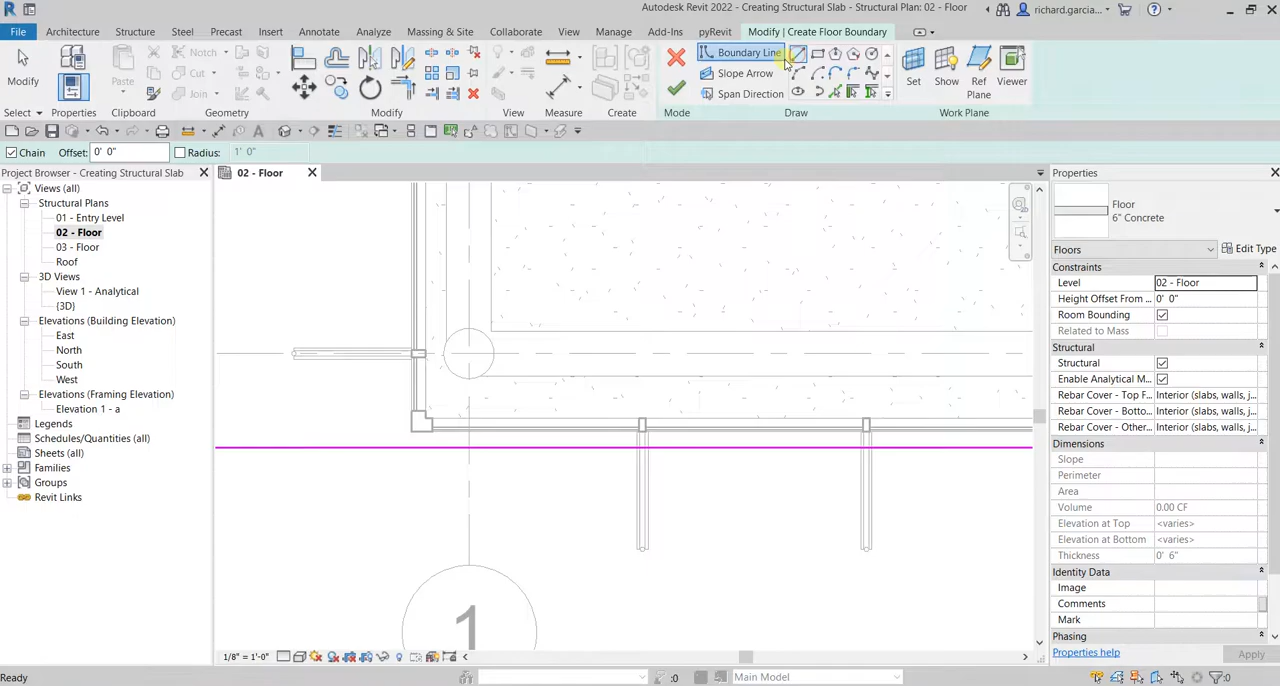 Autodesk Revit 2022 - Creating Structural Slab - Structural Plan: 02 - Floor
richard.garcia...
File Architecture Structure Steel Precast Insert Annotate Analyze Massing & Site Collaborate View Manage Add-Ins pyRevit Modify | Create Floor Boundary
Modify
Paste
Notch
Cut
Join
Boundary Line
Slope Arrow
Span Direction
Set
Show
Ref
Plane
Viewer
Select Properties Clipboard Geometry Modify View Measure Create Mode Draw Work Plane
Chain Offset: 0' 0" Radius: 1' 0"
Project Browser - Creating Structural Slab
Views (all)
Structural Plans
01 - Entry Level
02 - Floor
03 - Floor
Roof
3D Views
View 1 - Analytical
{3D}
Elevations (Building Elevation)
East
North
South
West
Elevations (Framing Elevation)
Elevation 1 - a
Legends
Schedules/Quantities (all)
Sheets (all)
Families
Groups
Revit Links
02 - Floor
1
1/8" = 1'-0"
Properties
Floor
6" Concrete
Floors
Edit Type
Constraints
Level 02 - Floor
Height Offset From ... 0' 0"
Room Bounding
Related to Mass
Structural
Structural
Enable Analytical M...
Rebar Cover - Top F... Interior (slabs, walls, j...
Rebar Cover - Botto... Interior (slabs, walls, j...
Rebar Cover - Other... Interior (slabs, walls, j...
Dimensions
Slope
Perimeter
Area
Volume 0.00 CF
Elevation at Top <varies>
Elevation at Bottom <varies>
Thickness 0' 6"
Identity Data
Image
Comments
Mark
Phasing
Properties help
Apply
Ready
:0
Main Model
:0